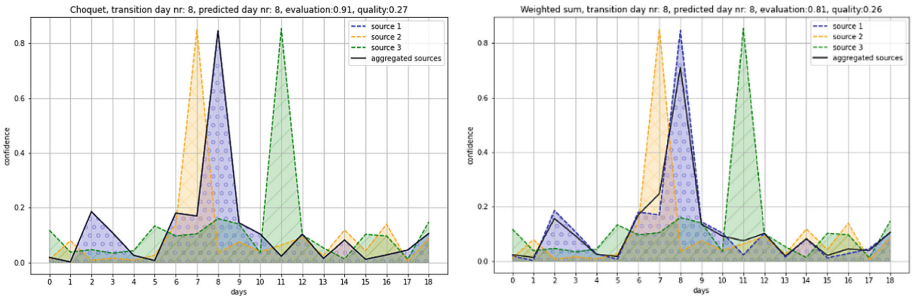 Choquet, transition day nr: 8, predicted day nr: 8, evaluation:0.91, quality:0.27
source 1
source 2
source 3
aggregated sources
0.8
0.6
0.4
0.2
0.0
confidence
0 1 2 3 4 5 6 7 8 9 10 11 12 13 14 15 16 17 18
days
Weighted sum, transition day nr: 8, predicted day nr: 8, evaluation:0.81, quality:0.26
source 1
source 2
source 3
aggregated sources
0.8
0.6
0.4
0.2
0.0
confidence
0 1 2 3 4 5 6 7 8 9 10 11 12 13 14 15 16 17 18
days